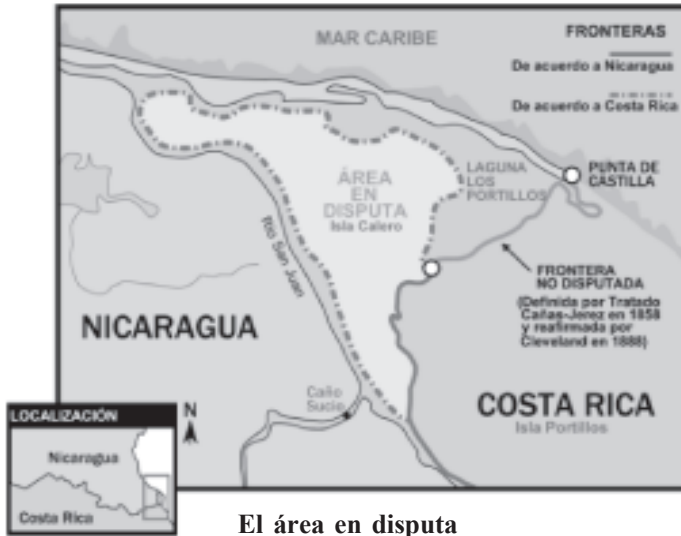 MAR CARIBE
FRONTERAS
De acuerdo a Nicaragua
De acuerdo a Costa Rica
ÁREA
EN
DISPUTA
Isla Calero
LAGUNA
LOS
PORTILLOS
PUNTA DE
CASTILLA
Río San Juan
FRONTERA
NO DISPUTADA
(Definida por Tratado
Cañas-Jerez en 1858
y reafirmada por
Cleveland en 1888)
NICARAGUA
Caño
Sucio
COSTA RICA
Isla Portillos
LOCALIZACIÓN
N
Nicaragua
Costa Rica
El área en disputa